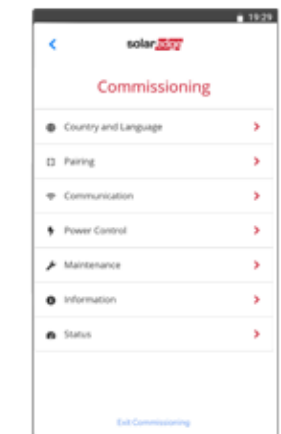 19:29
solaredge
Commissioning
Country and Language
Pairing
Communication
Power Control
Maintenance
Information
Status
Exit Commissioning